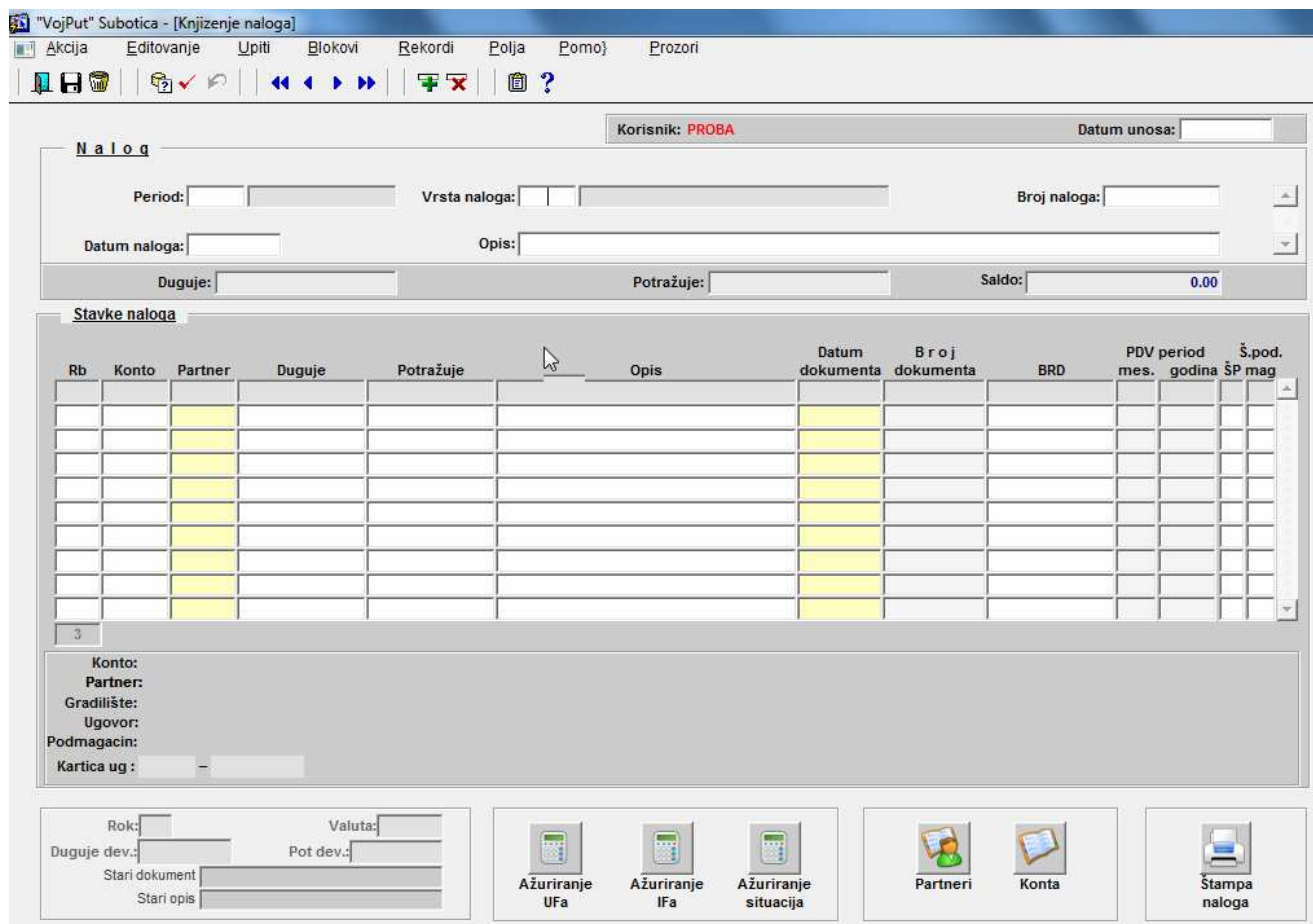 "VojPut" Subotica - [Knjizenje naloga]
Akcija Editovanje Upiti Blokovi Rekordi Polja Pomo} Prozori
Korisnik: PROBA Datum unosa:
Nalog
Period: Vrsta naloga: Broj naloga:
Datum naloga: Opis:
Duguje: Potražuje: Saldo: 0.00
Stavke naloga
Datum Broj PDV period Š.pod.
Rb Konto Partner Duguje Potražuje Opis dokumenta dokumenta BRD mes. godina ŠP mag
3
Konto:
Partner:
Gradilište:
Ugovor:
Podmagacin:
Kartica ug : –
Rok: Valuta:
Duguje dev.: Pot dev.:
Stari dokument
Stari opis
Ažuriranje UFa
Ažuriranje IFa
Ažuriranje situacija
Partneri
Konta
Štampa naloga